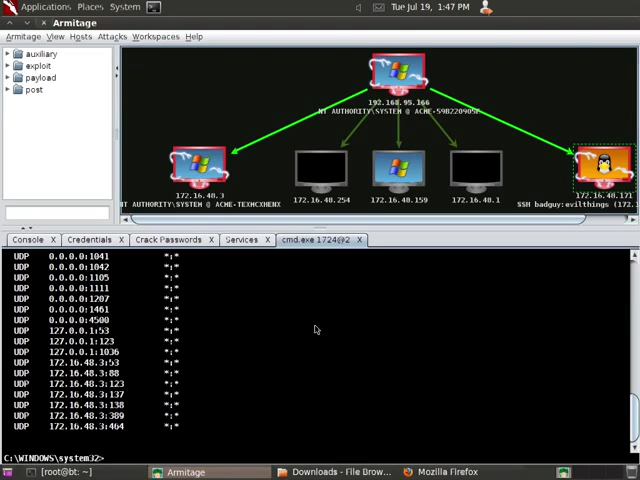 Applications Places System
Tue Jul 19, 1:47 PM
Armitage
Armitage View Hosts Attacks Workspaces Help
auxiliary
exploit
payload
post
192.168.95.166
NT AUTHORITY\SYSTEM @ ACME-59B220905F
172.16.48.3
NT AUTHORITY\SYSTEM @ ACME-TEXHCXHENX
172.16.48.254
172.16.48.159
172.16.48.1
172.16.48.171
SSH badguy:evilthings (172.1
Console X Credentials X Crack Passwords X Services X cmd.exe 1724@2 X
UDP 0.0.0.0:1041 *:*
UDP 0.0.0.0:1042 *:*
UDP 0.0.0.0:1105 *:*
UDP 0.0.0.0:1111 *:*
UDP 0.0.0.0:1207 *:*
UDP 0.0.0.0:1461 *:*
UDP 0.0.0.0:4500 *:*
UDP 127.0.0.1:53 *:*
UDP 127.0.0.1:123 *:*
UDP 127.0.0.1:1036 *:*
UDP 172.16.48.3:53 *:*
UDP 172.16.48.3:88 *:*
UDP 172.16.48.3:123 *:*
UDP 172.16.48.3:137 *:*
UDP 172.16.48.3:138 *:*
UDP 172.16.48.3:389 *:*
UDP 172.16.48.3:464 *:*
C:\WINDOWS\system32>
[root@bt: ~] Armitage Downloads - File Brow... Mozilla Firefox